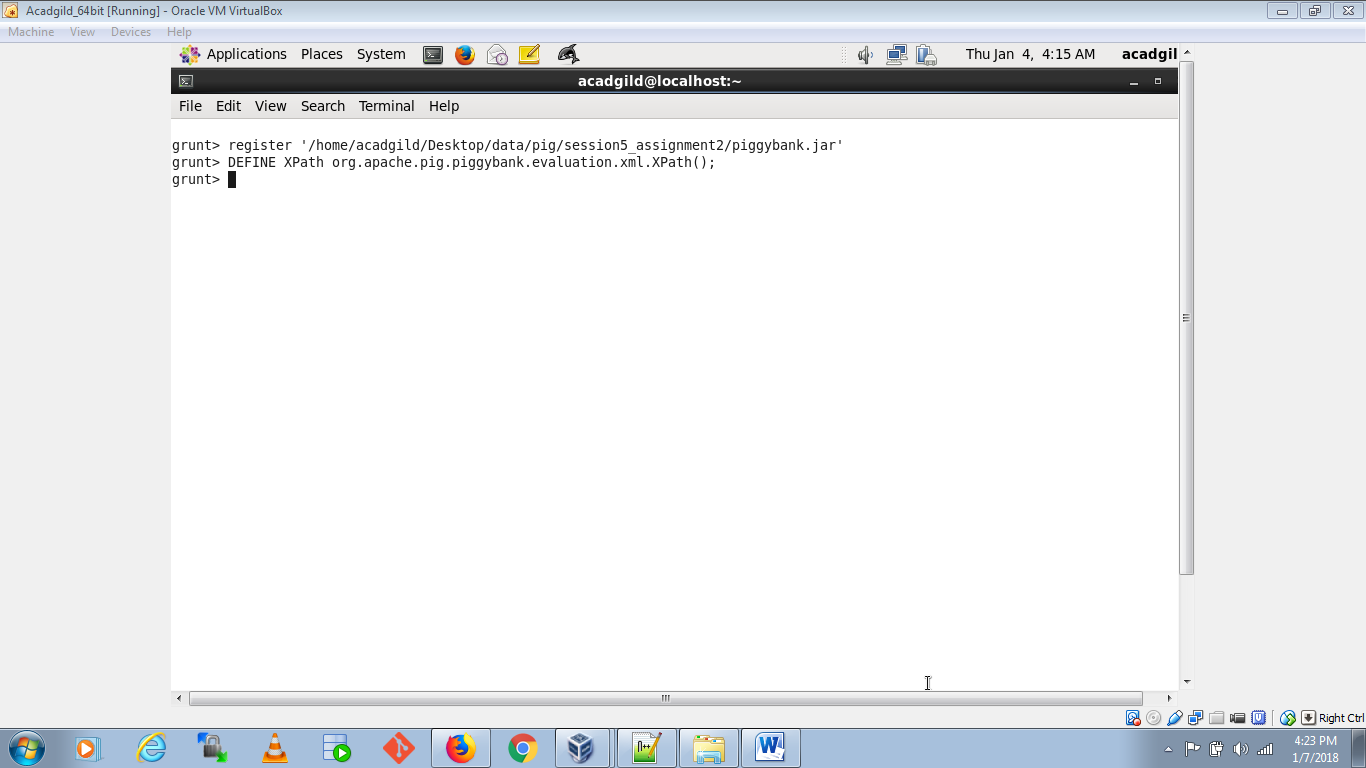 Acadgild_64bit [Running] - Oracle VM VirtualBox
Machine View Devices Help
Applications Places System Thu Jan 4, 4:15 AM acadgil
acadgild@localhost:~
File Edit View Search Terminal Help
grunt> register '/home/acadgild/Desktop/data/pig/session5_assignment2/piggybank.jar'
grunt> DEFINE XPath org.apache.pig.piggybank.evaluation.xml.XPath();
grunt>
Right Ctrl
4:23 PM
1/7/2018